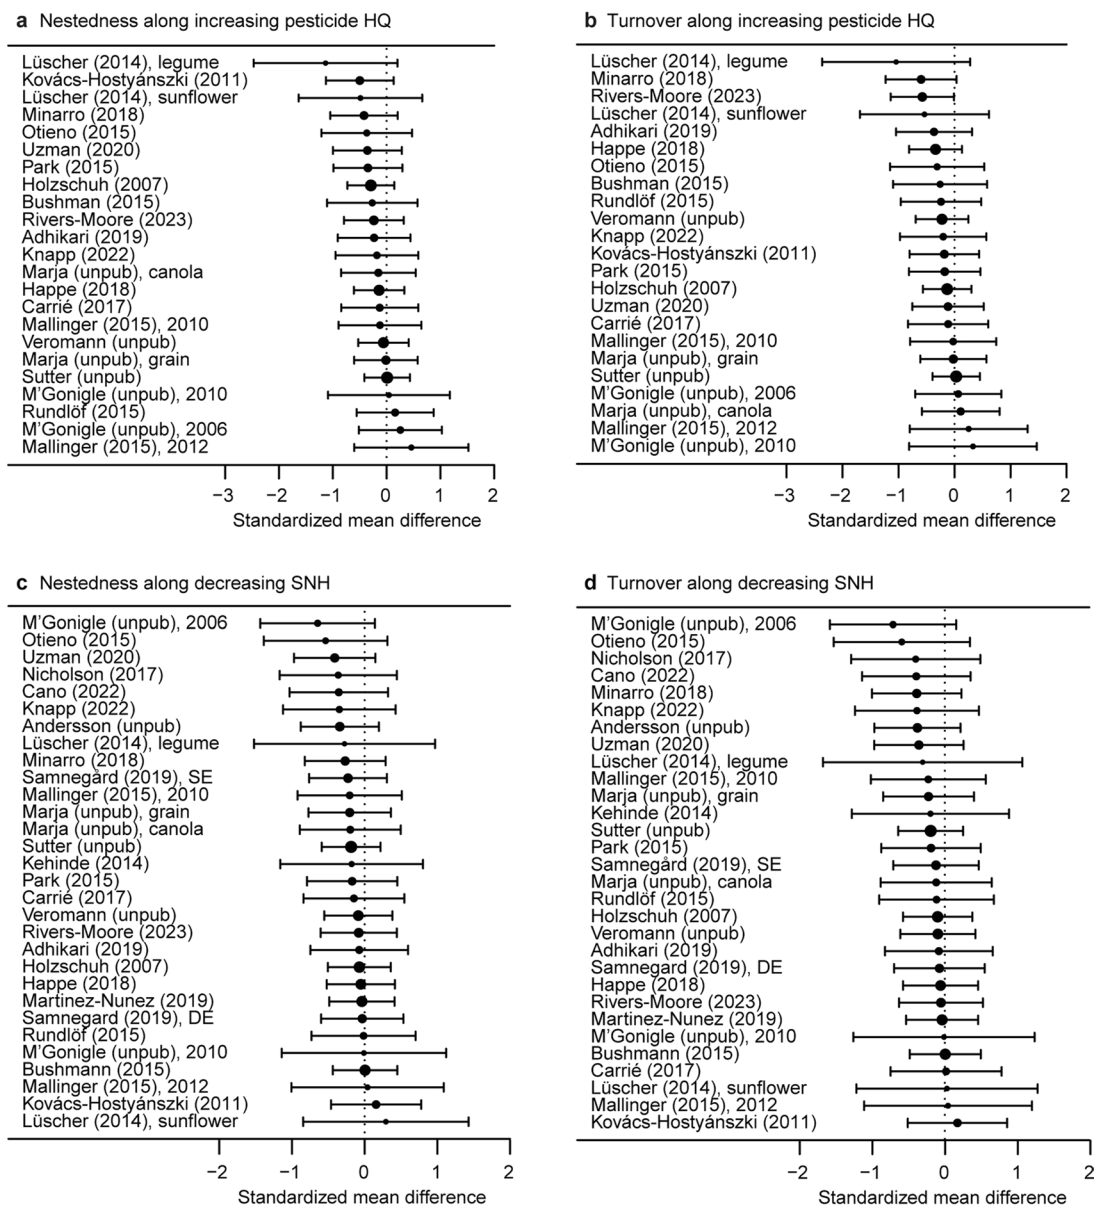 a Nestedness along increasing pesticide HQ
Lüscher (2014), legume
Kovács-Hostyánszki (2011)
Lüscher (2014), sunflower
Minarro (2018)
Otieno (2015)
Uzman (2020)
Park (2015)
Holzschuh (2007)
Bushman (2015)
Rivers-Moore (2023)
Adhikari (2019)
Knapp (2022)
Marja (unpub), canola
Happe (2018)
Carrié (2017)
Mallinger (2015), 2010
Veromann (unpub)
Marja (unpub), grain
Sutter (unpub)
M'Gonigle (unpub), 2010
Rundlöf (2015)
M'Gonigle (unpub), 2006
Mallinger (2015), 2012
−3 −2 −1 0 1 2
Standardized mean difference
b Turnover along increasing pesticide HQ
Lüscher (2014), legume
Minarro (2018)
Rivers-Moore (2023)
Lüscher (2014), sunflower
Adhikari (2019)
Happe (2018)
Otieno (2015)
Bushman (2015)
Rundlöf (2015)
Veromann (unpub)
Knapp (2022)
Kovács-Hostyánszki (2011)
Park (2015)
Holzschuh (2007)
Uzman (2020)
Carrié (2017)
Mallinger (2015), 2010
Marja (unpub), grain
Sutter (unpub)
M'Gonigle (unpub), 2006
Marja (unpub), canola
Mallinger (2015), 2012
M'Gonigle (unpub), 2010
−3 −2 −1 0 1 2
Standardized mean difference
c Nestedness along decreasing SNH
M'Gonigle (unpub), 2006
Otieno (2015)
Uzman (2020)
Nicholson (2017)
Cano (2022)
Knapp (2022)
Andersson (unpub)
Lüscher (2014), legume
Minarro (2018)
Samnegård (2019), SE
Mallinger (2015), 2010
Marja (unpub), grain
Marja (unpub), canola
Sutter (unpub)
Kehinde (2014)
Park (2015)
Carrié (2017)
Veromann (unpub)
Rivers-Moore (2023)
Adhikari (2019)
Holzschuh (2007)
Happe (2018)
Martinez-Nunez (2019)
Samnegard (2019), DE
Rundlöf (2015)
M'Gonigle (unpub), 2010
Bushmann (2015)
Mallinger (2015), 2012
Kovács-Hostyánszki (2011)
Lüscher (2014), sunflower
−2 −1 0 1 2
Standardized mean difference
d Turnover along decreasing SNH
M'Gonigle (unpub), 2006
Otieno (2015)
Nicholson (2017)
Cano (2022)
Minarro (2018)
Knapp (2022)
Andersson (unpub)
Uzman (2020)
Lüscher (2014), legume
Mallinger (2015), 2010
Marja (unpub), grain
Kehinde (2014)
Sutter (unpub)
Park (2015)
Samnegård (2019), SE
Marja (unpub), canola
Rundlöf (2015)
Holzschuh (2007)
Veromann (unpub)
Adhikari (2019)
Samnegard (2019), DE
Happe (2018)
Rivers-Moore (2023)
Martinez-Nunez (2019)
M'Gonigle (unpub), 2010
Bushmann (2015)
Carrié (2017)
Lüscher (2014), sunflower
Mallinger (2015), 2012
Kovács-Hostyánszki (2011)
−2 −1 0 1 2
Standardized mean difference